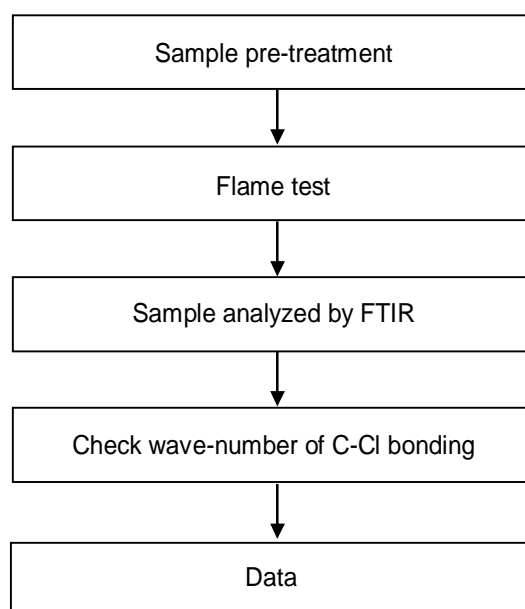 Sample pre-treatment
Flame test
Sample analyzed by FTIR
Check wave-number of C-Cl bonding
Data